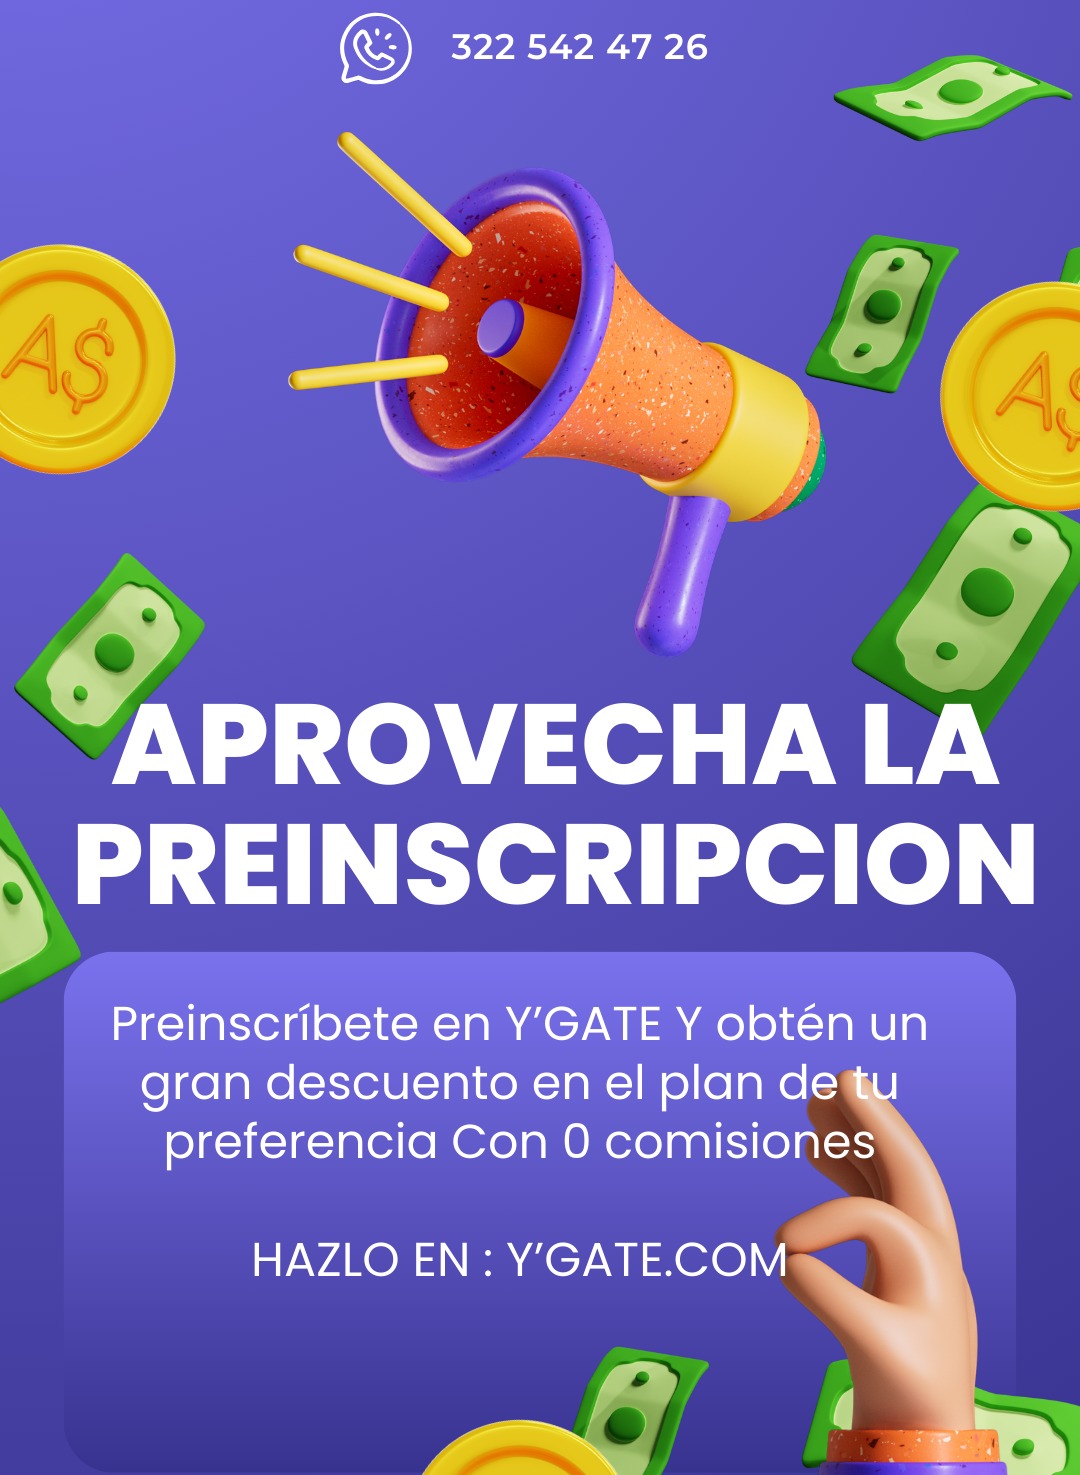 322 542 47 26
A$
A$
APROVECHA LA
PREINSCRIPCION
Preinscríbete en Y’GATE Y obtén un
gran descuento en el plan de tu
preferencia Con 0 comisiones
HAZLO EN : Y’GATE.COM